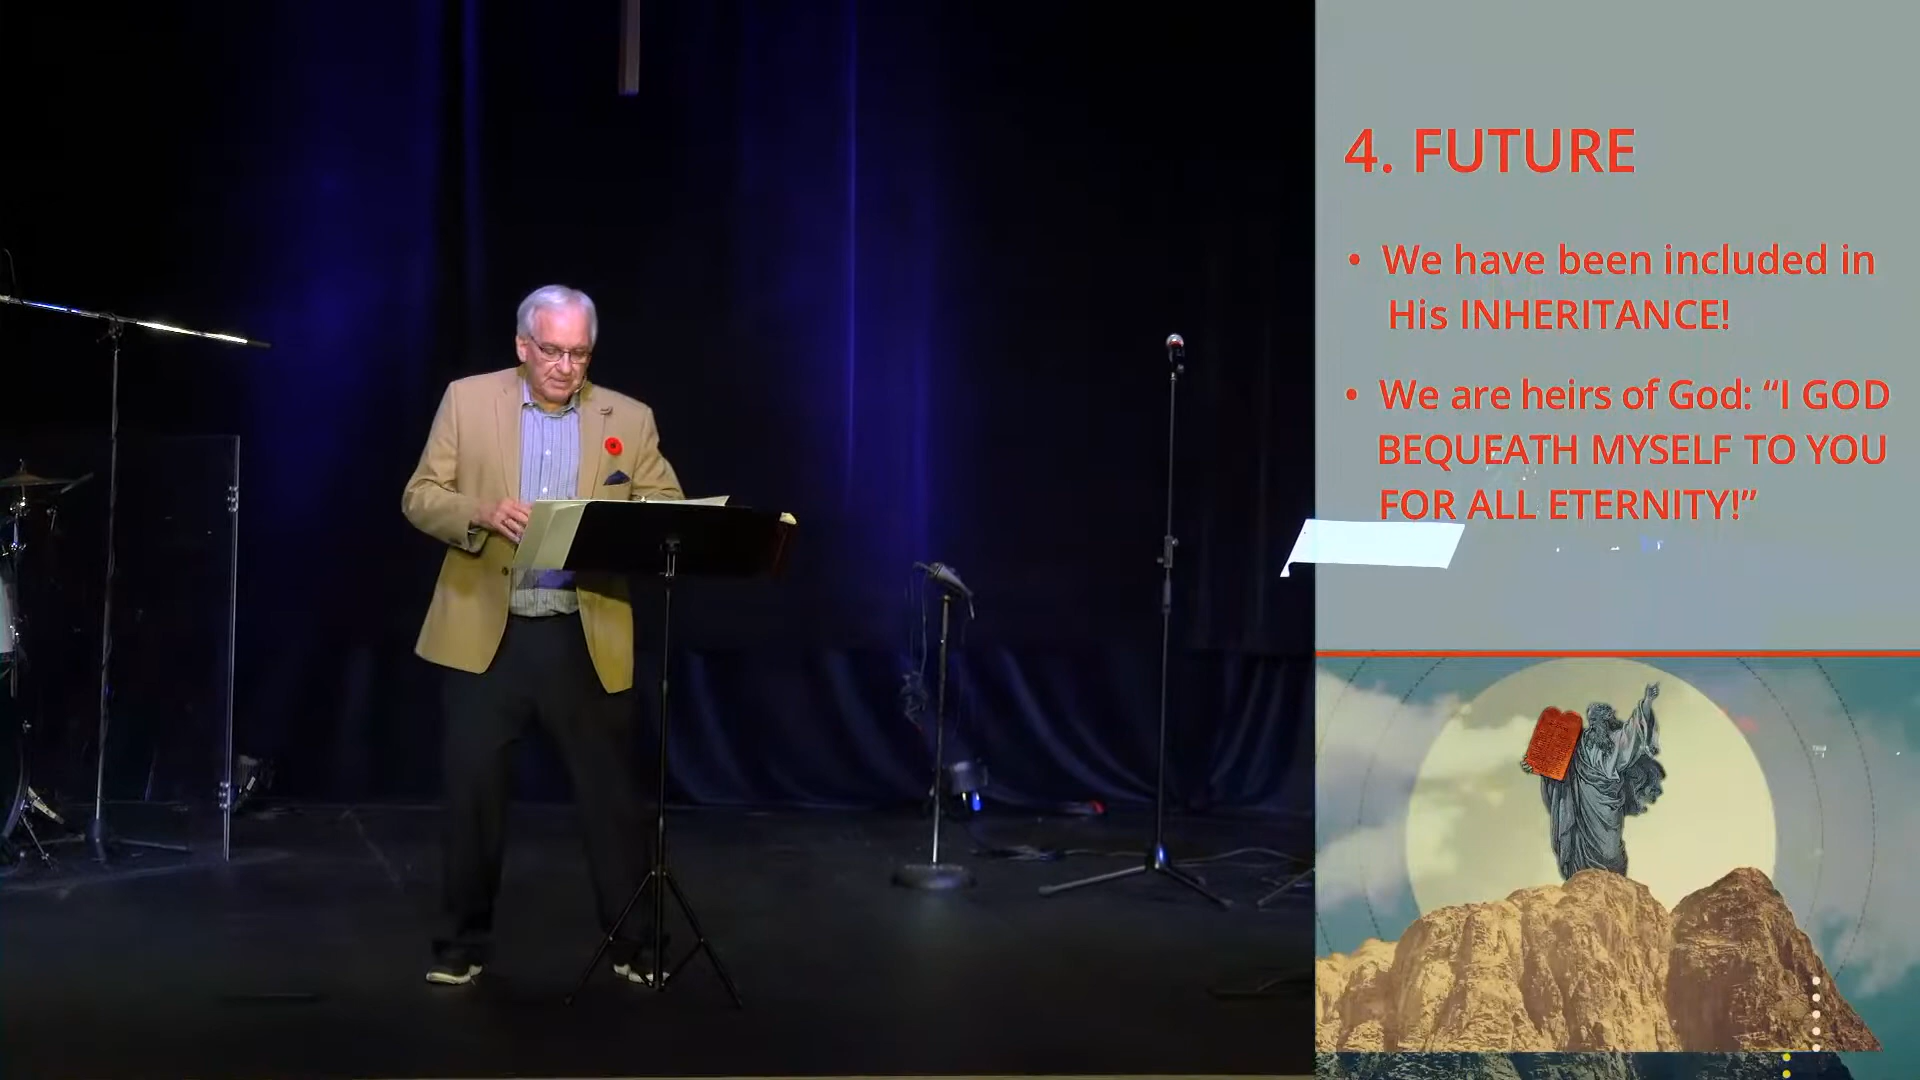 4. FUTURE
• We have been included in
His INHERITANCE!
• We are heirs of God: “I GOD
BEQUEATH MYSELF TO YOU
FOR ALL ETERNITY!”